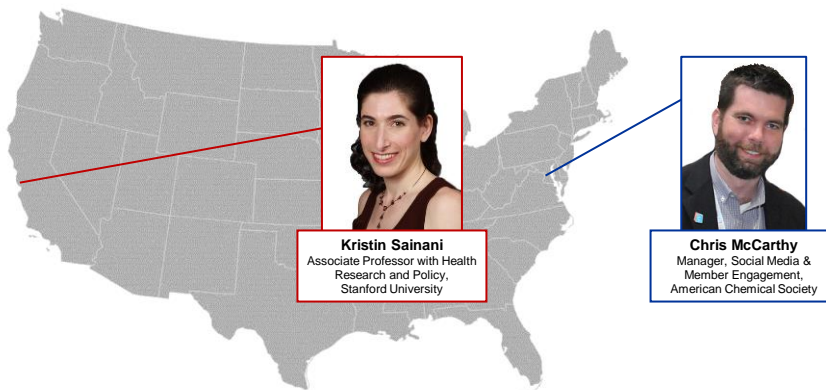 Kristin Sainani
Associate Professor with Health
Research and Policy,
Stanford University
Chris McCarthy
Manager, Social Media &
Member Engagement,
American Chemical Society